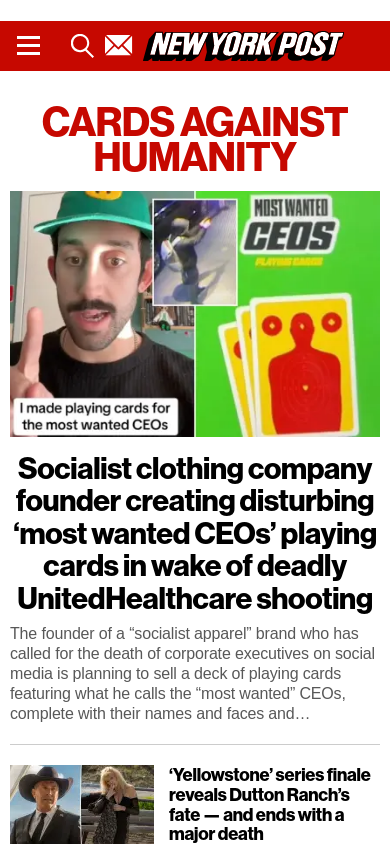 NEW YORK POST
CARDS AGAINST
HUMANITY
MOST WANTED
CEOS
PLAYING CARDS
I made playing cards for
the most wanted CEOs
Socialist clothing company
founder creating disturbing
‘most wanted CEOs’ playing
cards in wake of deadly
UnitedHealthcare shooting
The founder of a “socialist apparel” brand who has
called for the death of corporate executives on social
media is planning to sell a deck of playing cards
featuring what he calls the “most wanted” CEOs,
complete with their names and faces and…
‘Yellowstone’ series finale
reveals Dutton Ranch’s
fate — and ends with a
major death